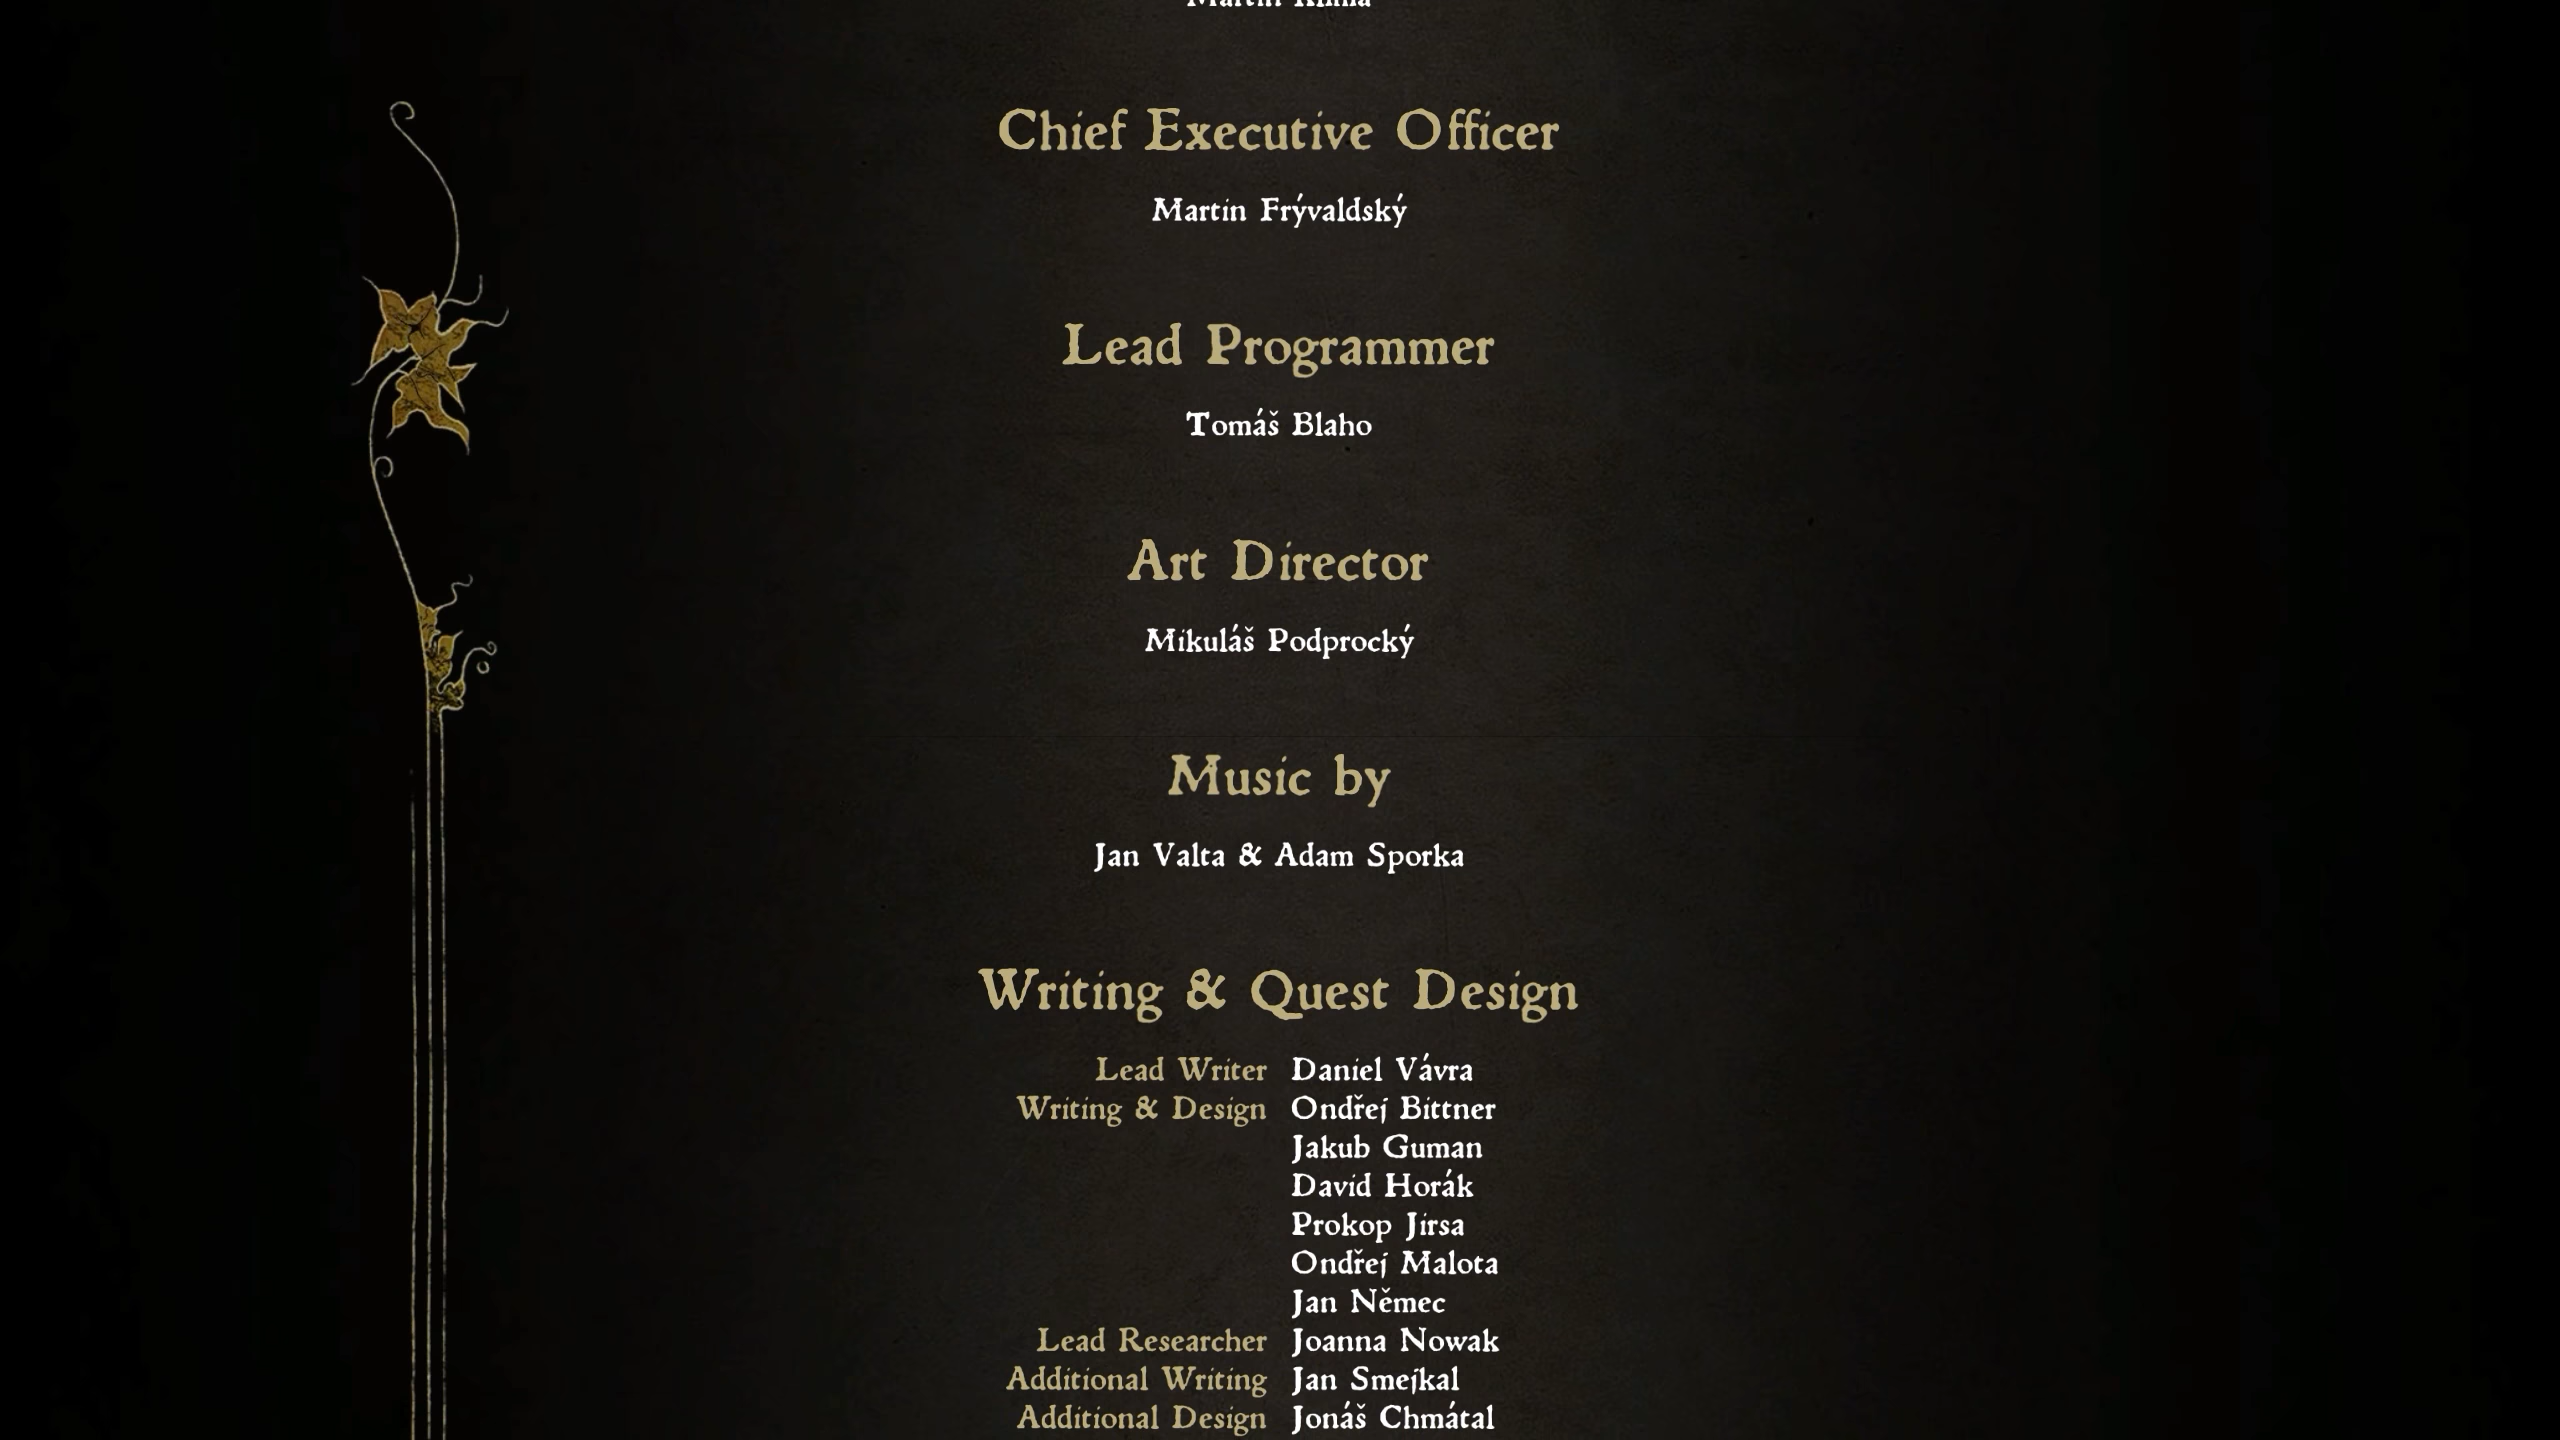 Chief Executive Officer
Martin Frývaldský
Lead Programmer
Tomáš Blaho
Art Director
Mikuláš Podprocký
Music by
Jan Valta & Adam Sporka
Writing & Quest Design
Lead Writer Daniel Vávra
Writing & Design Ondřej Bittner
Jakub Guman
David Horák
Prokop Jirsa
Ondřej Malota
Jan Němec
Lead Researcher Joanna Nowak
Additional Writing Jan Smejkal
Additional Design Jonáš Chmátal